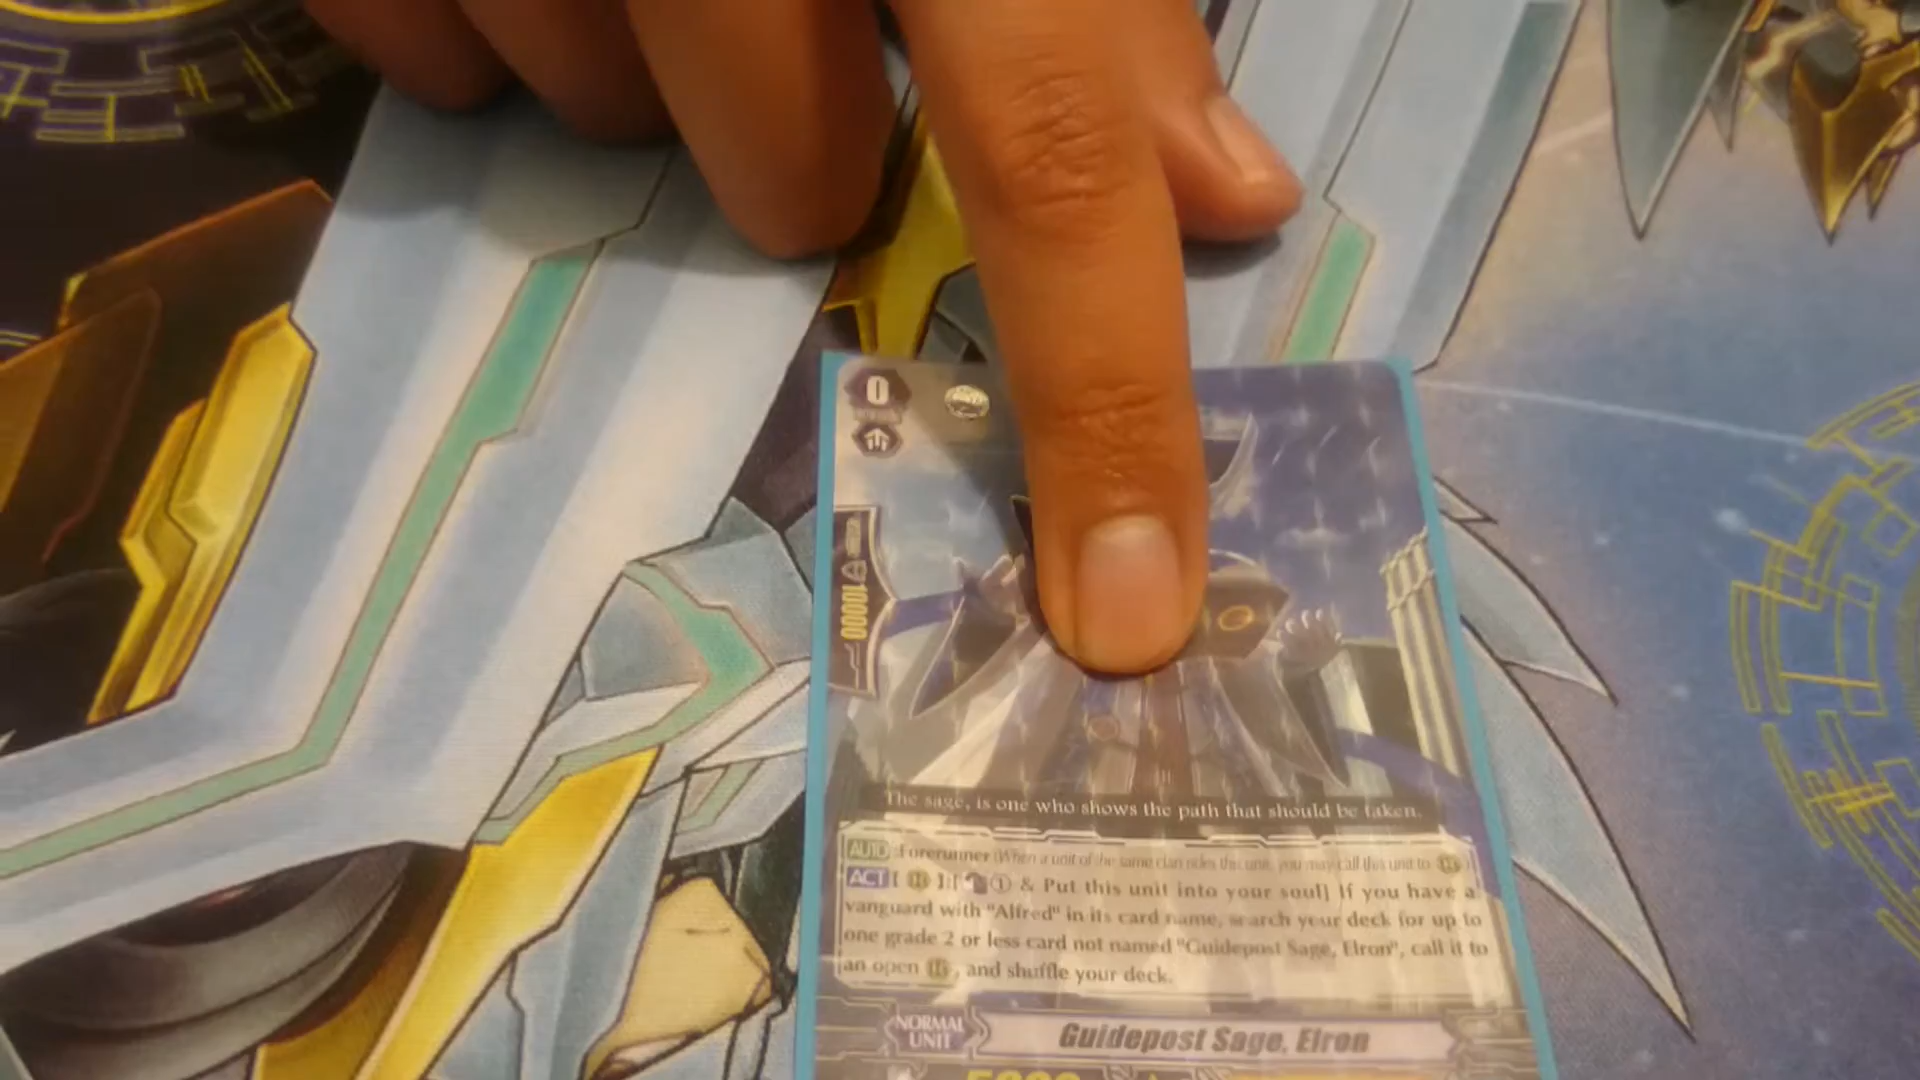 0
10000
The sage, is one who shows the path that should be taken.
AUTO :Forerunner (When a unit of the same clan rides this unit, you may call this unit to
ACT [ ]:[ 1 & Put this unit into your soul] If you have a
vanguard with "Alfred" in its card name, search your deck for up to
one grade 2 or less card not named "Guidepost Sage, Elron", call it to
an open , and shuffle your deck.
NORMAL
UNIT
Guidepost Sage, Elron